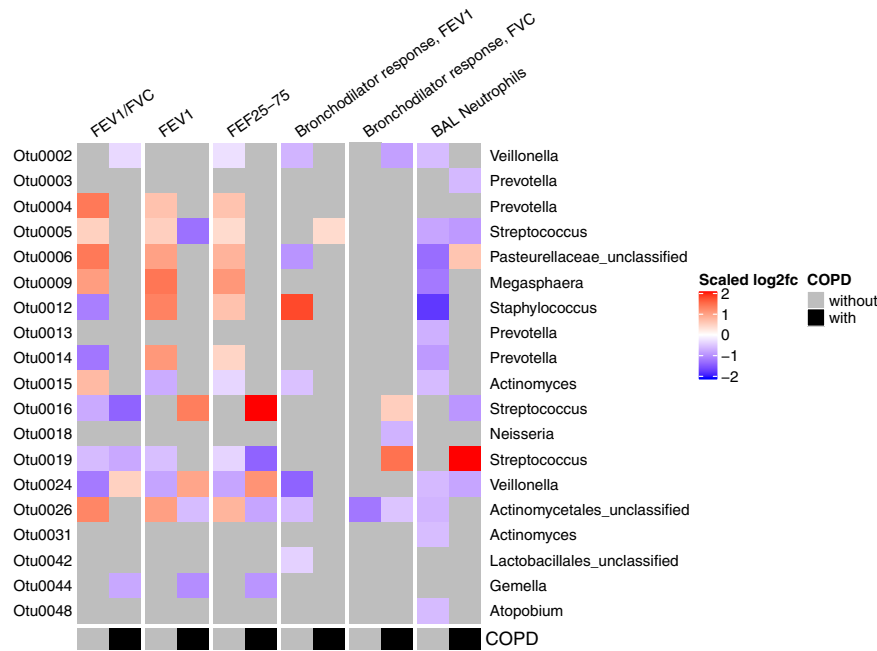 FEV1/FVC
FEV1
FEF25−75
Bronchodilator response, FEV1
Bronchodilator response, FVC
BAL Neutrophils
Otu0002 Veillonella
Otu0003 Prevotella
Otu0004 Prevotella
Otu0005 Streptococcus
Otu0006 Pasteurellaceae_unclassified
Otu0009 Megasphaera
Otu0012 Staphylococcus
Otu0013 Prevotella
Otu0014 Prevotella
Otu0015 Actinomyces
Otu0016 Streptococcus
Otu0018 Neisseria
Otu0019 Streptococcus
Otu0024 Veillonella
Otu0026 Actinomycetales_unclassified
Otu0031 Actinomyces
Otu0042 Lactobacillales_unclassified
Otu0044 Gemella
Otu0048 Atopobium
COPD
Scaled log2fc COPD
2 without
1 with
0
−1
−2